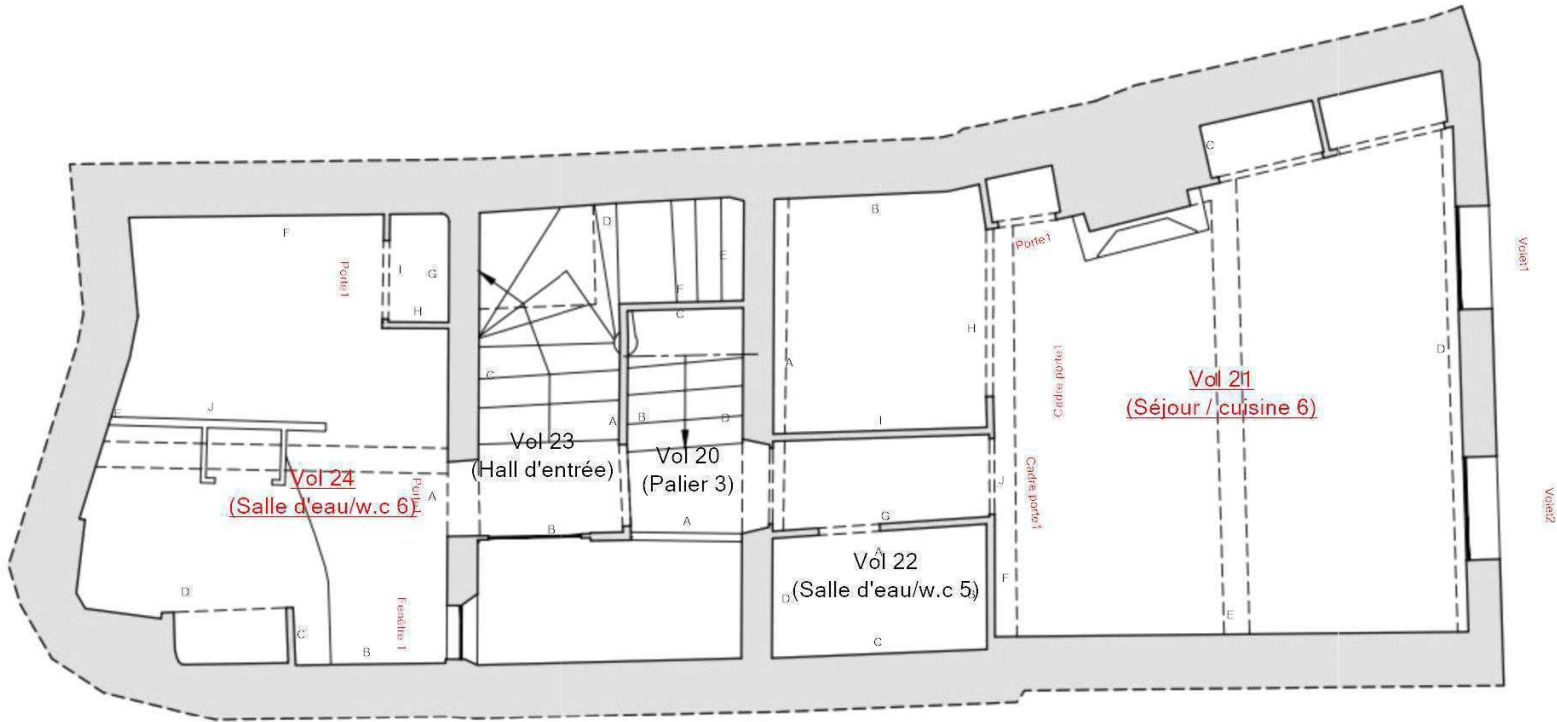 F
Porte1
I
G
H
E
J
Vol 24
(Salle d'eau/w.c 6)
A
D
C
B
Fenêtre 1
D
E
F
C
C
A
B
D
Vol 23
(Hall d'entrée)
B
Vol 20
(Palier 3)
A
B
A
H
I
G
J
Vol 22
A
(Salle d'eau/w.c 5)
D
B
C
Porte1
C
Cadre porte1
Cadre porte1
F
E
D
Vol 21
(Séjour / cuisine 6)
Volet1
Volet2